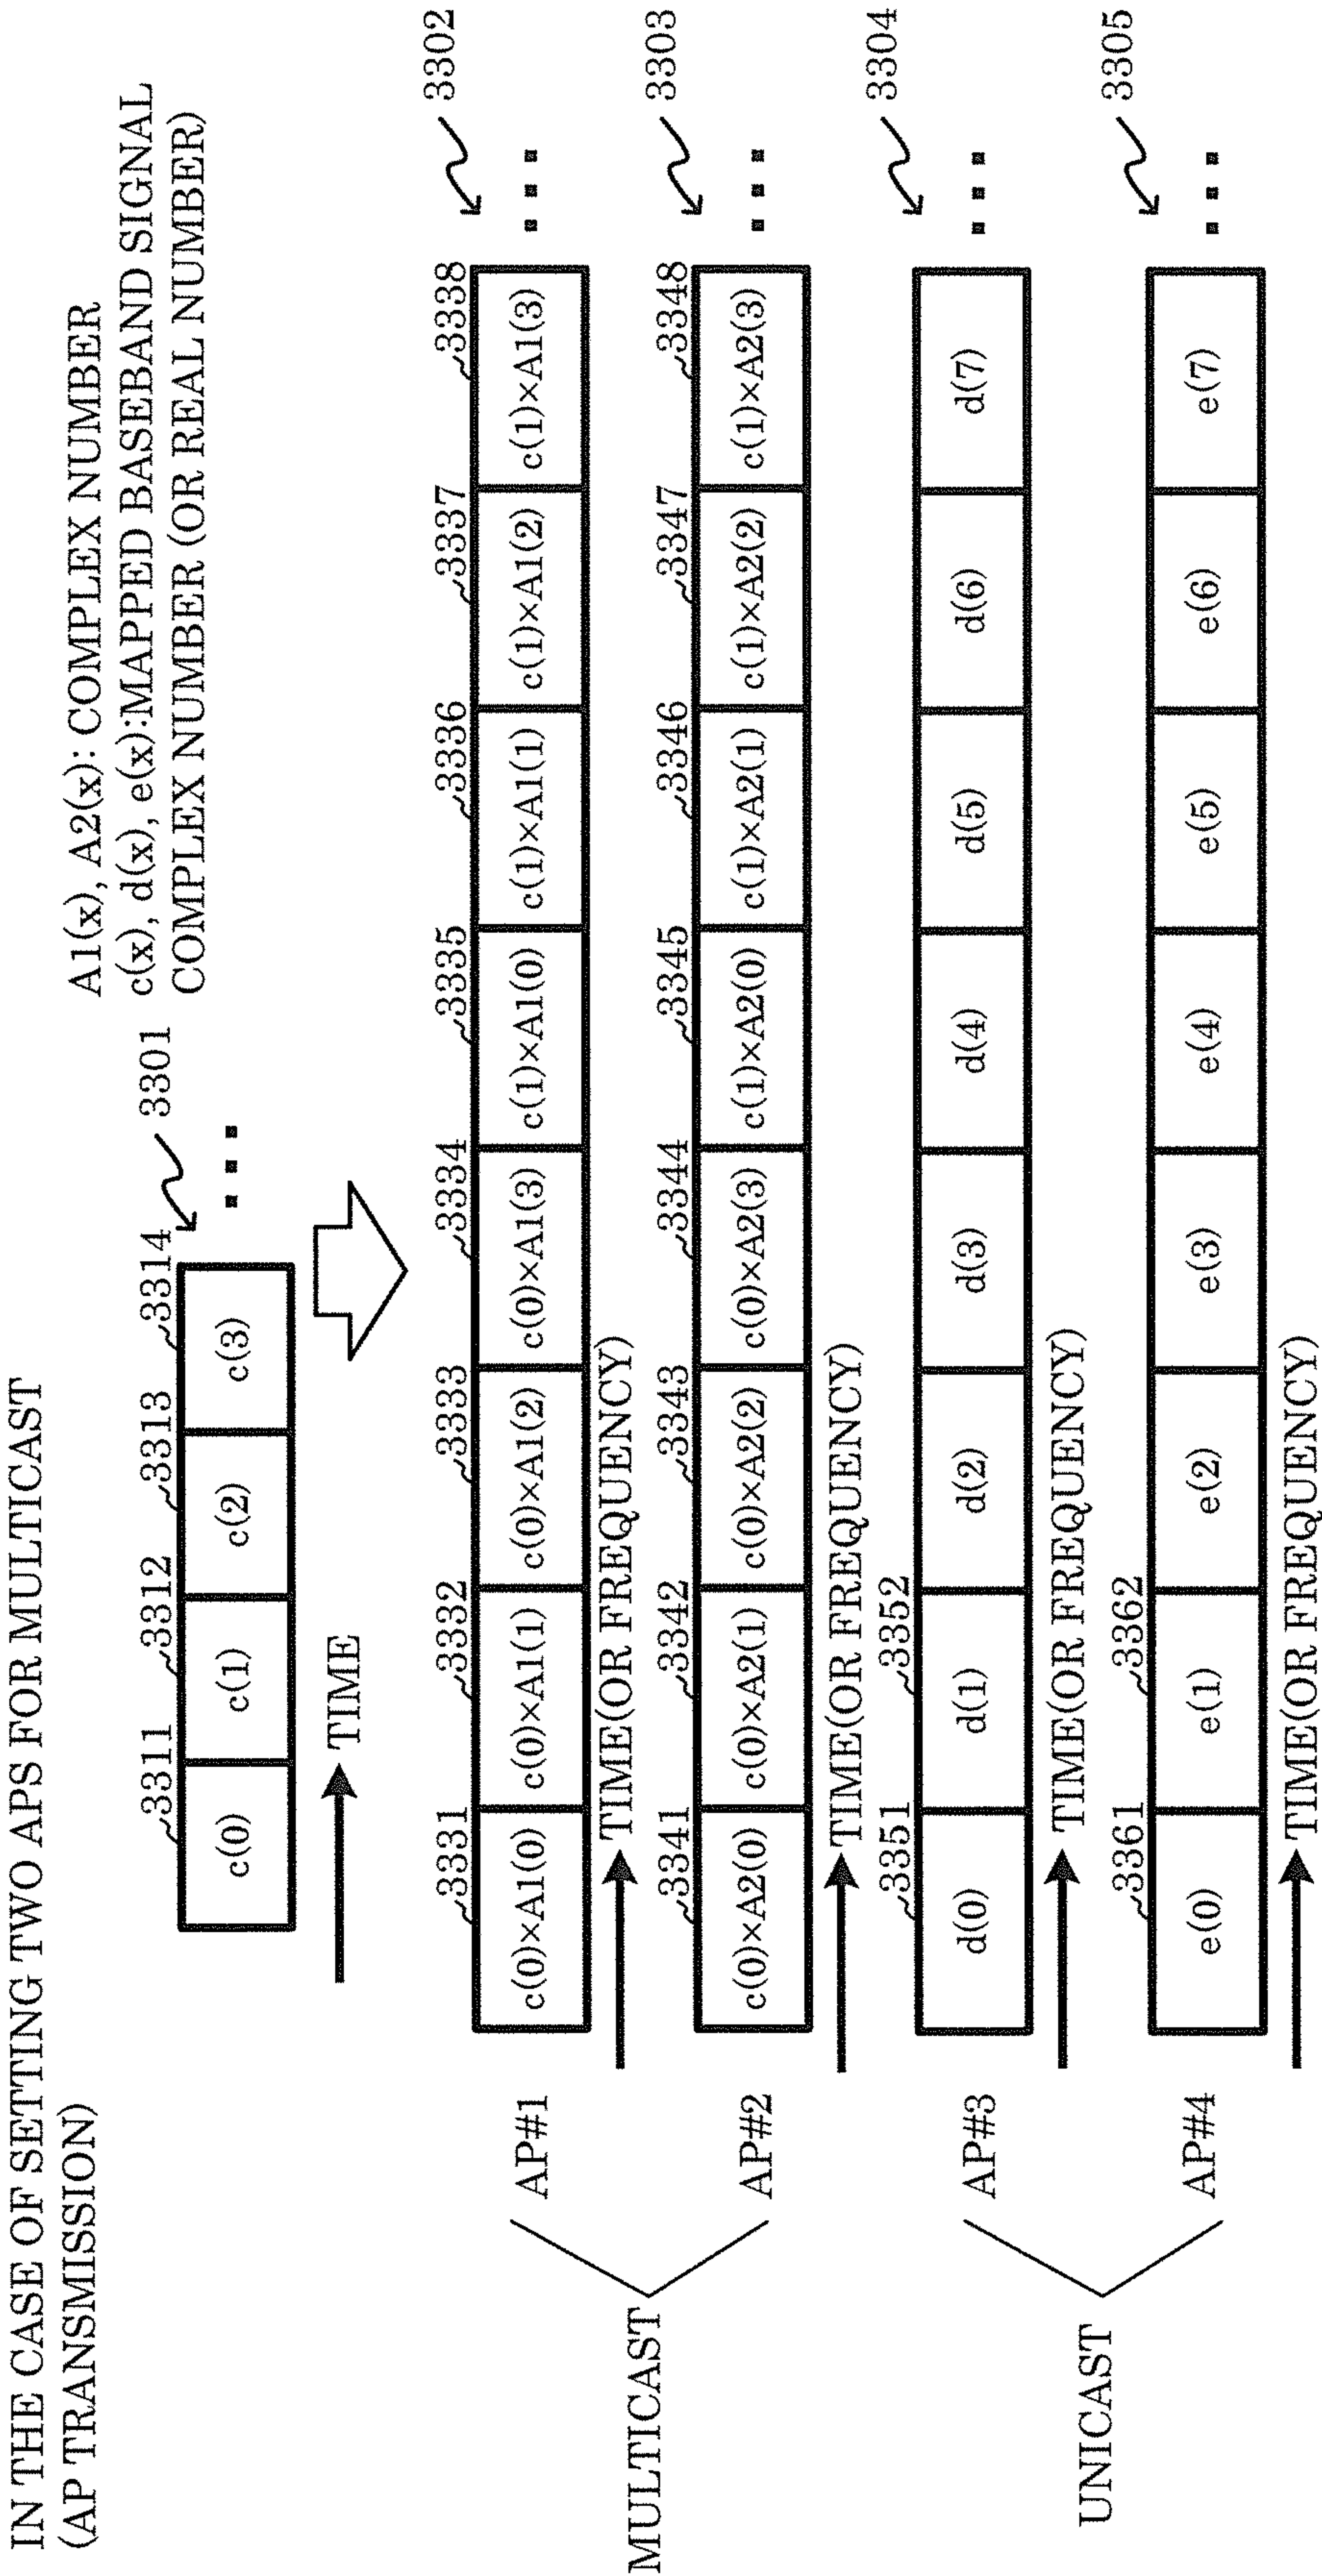 IN THE CASE OF SETTING TWO APS FOR MULTICAST
(AP TRANSMISSION)
A1(x), A2(x): COMPLEX NUMBER
c(x), d(x), e(x):MAPPED BASEBAND SIGNAL
COMPLEX NUMBER (OR REAL NUMBER)
3311 3312 3313 3314 3301
c(0) c(1) c(2) c(3) ...
TIME
MULTICAST
3331 3332 3333 3334 3335 3336 3337 3338 3302
AP#1 c(0)×A1(0) c(0)×A1(1) c(0)×A1(2) c(0)×A1(3) c(1)×A1(0) c(1)×A1(1) c(1)×A1(2) c(1)×A1(3) ...
TIME(OR FREQUENCY)
3341 3342 3343 3344 3345 3346 3347 3348 3303
AP#2 c(0)×A2(0) c(0)×A2(1) c(0)×A2(2) c(0)×A2(3) c(1)×A2(0) c(1)×A2(1) c(1)×A2(2) c(1)×A2(3) ...
TIME(OR FREQUENCY)
UNICAST
3351 3352 3304
AP#3 d(0) d(1) d(2) d(3) d(4) d(5) d(6) d(7) ...
TIME(OR FREQUENCY)
3361 3362 3305
AP#4 e(0) e(1) e(2) e(3) e(4) e(5) e(6) e(7) ...
TIME(OR FREQUENCY)